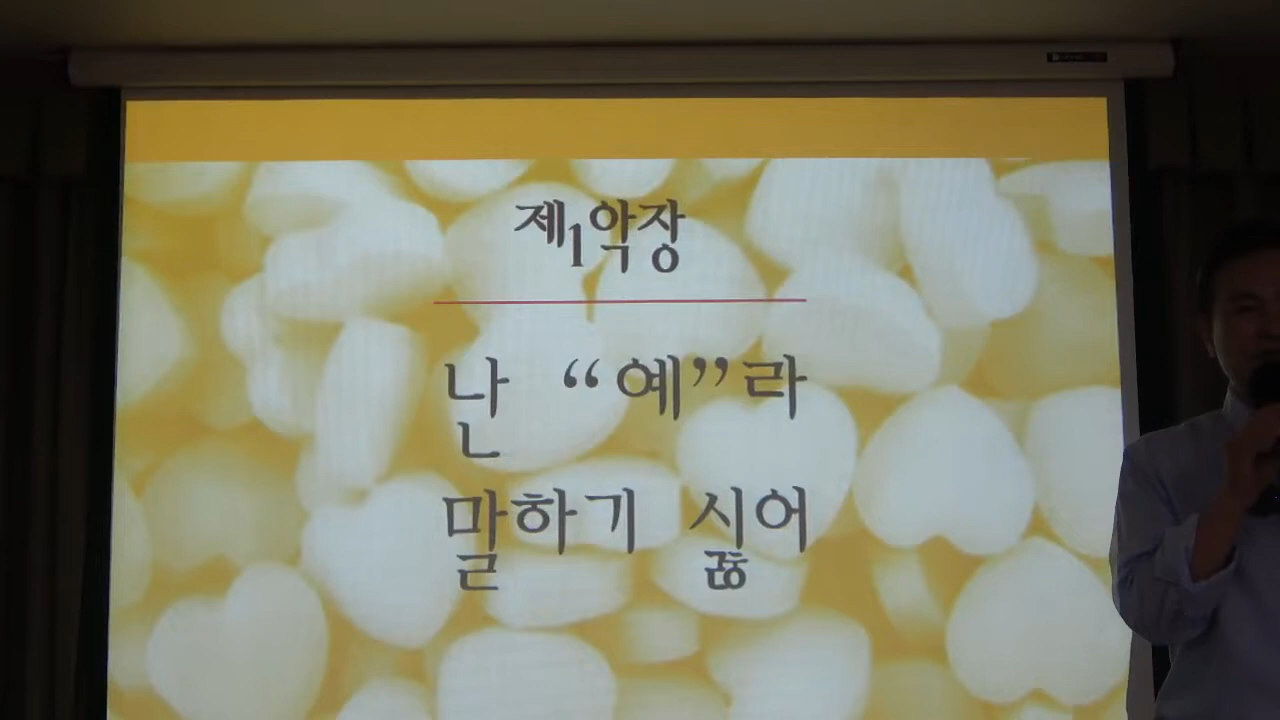 제1악장
난 “예”라
말하기 싫어